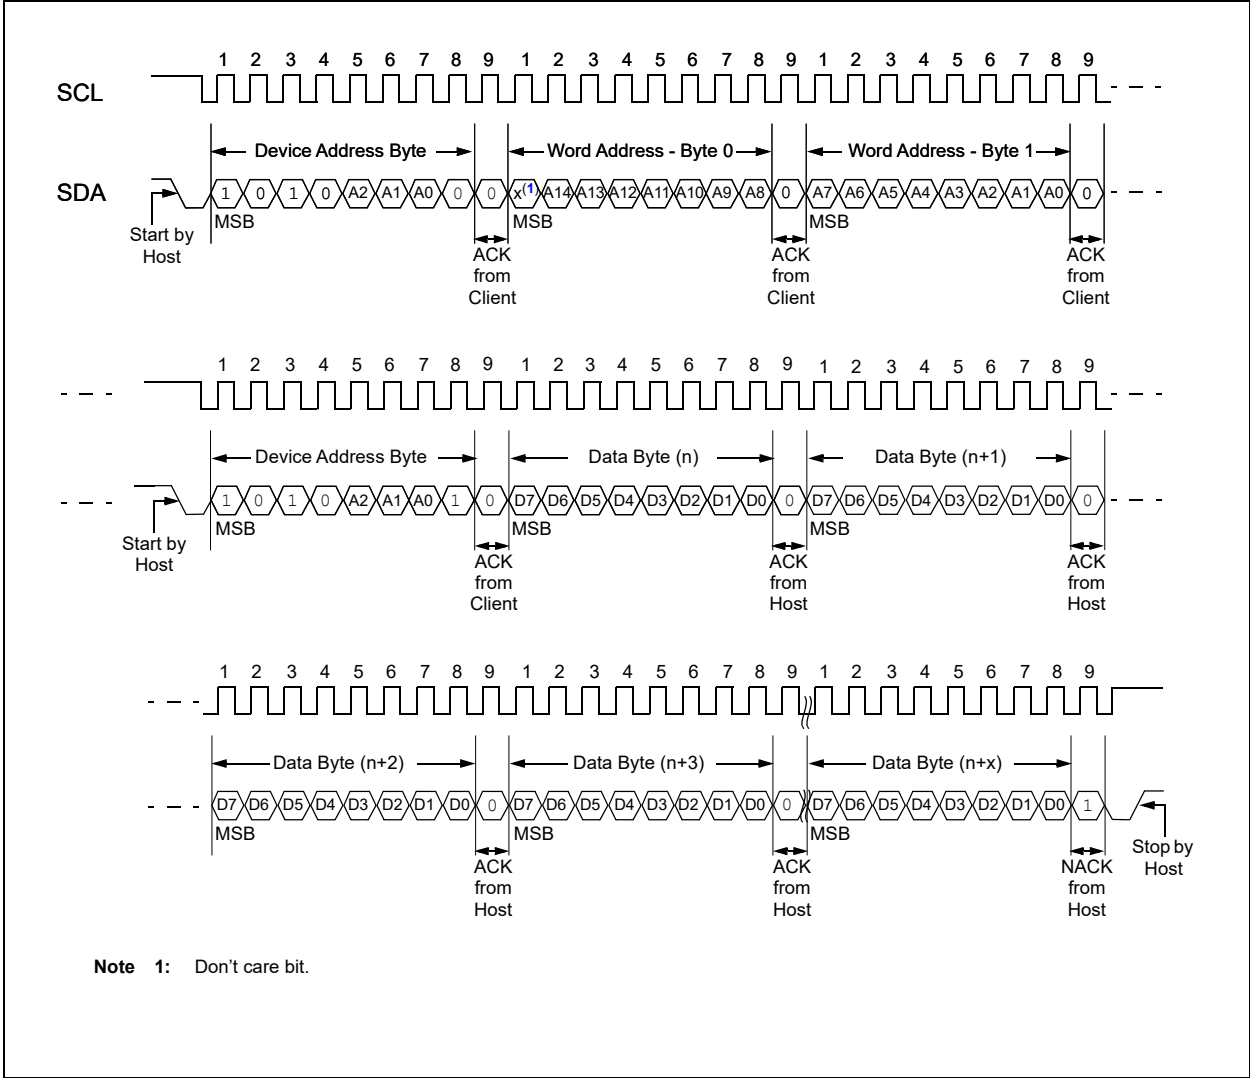 1 2 3 4 5 6 7 8 9 1 2 3 4 5 6 7 8 9 1 2 3 4 5 6 7 8 9
SCL
Device Address Byte Word Address - Byte 0 Word Address - Byte 1
SDA 1 0 1 0 A2 A1 A0 0 0 x(1) A14 A13 A12 A11 A10 A9 A8 0 A7 A6 A5 A4 A3 A2 A1 A0 0
MSB MSB MSB
Start by
Host
ACK
from
Client
ACK
from
Client
ACK
from
Client
1 2 3 4 5 6 7 8 9 1 2 3 4 5 6 7 8 9 1 2 3 4 5 6 7 8 9
Device Address Byte Data Byte (n) Data Byte (n+1)
1 0 1 0 A2 A1 A0 1 0 D7 D6 D5 D4 D3 D2 D1 D0 0 D7 D6 D5 D4 D3 D2 D1 D0 0
MSB MSB MSB
Start by
Host
ACK
from
Client
ACK
from
Host
ACK
from
Host
1 2 3 4 5 6 7 8 9 1 2 3 4 5 6 7 8 9 1 2 3 4 5 6 7 8 9
Data Byte (n+2) Data Byte (n+3) Data Byte (n+x)
D7 D6 D5 D4 D3 D2 D1 D0 0 D7 D6 D5 D4 D3 D2 D1 D0 0 D7 D6 D5 D4 D3 D2 D1 D0 1
MSB MSB MSB
ACK
from
Host
ACK
from
Host
NACK
from
Host
Stop by
Host
Note 1: Don't care bit.